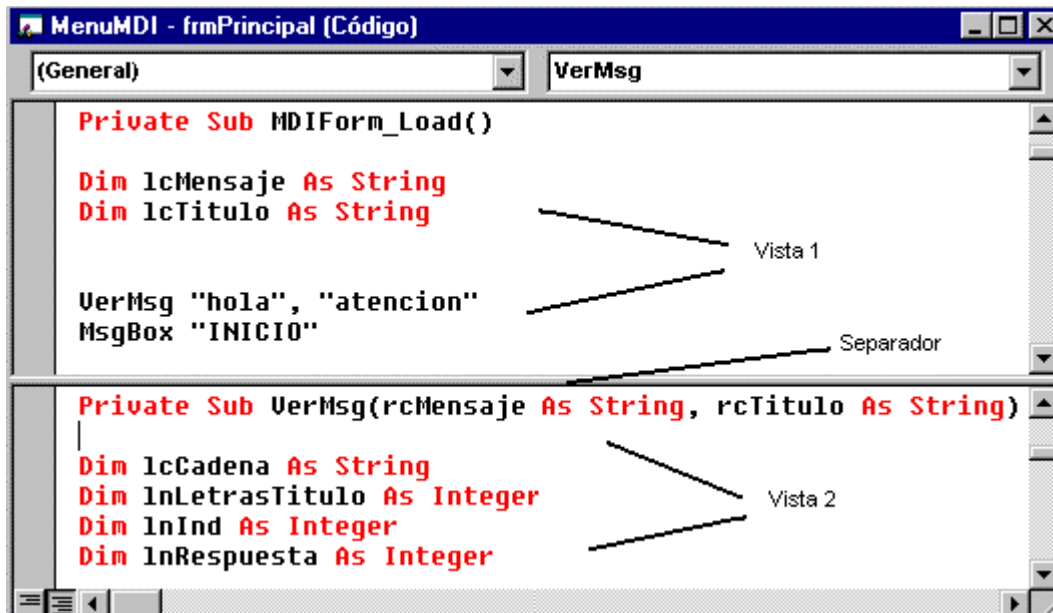 MenuMDI - frmPrincipal (Código)
(General)
VerMsg
Private Sub MDIForm_Load()
Dim lcMensaje As String
Dim lcTitulo As String
Vista 1
VerMsg "hola", "atencion"
MsgBox "INICIO"
Separador
Private Sub VerMsg(rcMensaje As String, rcTitulo As String)
Dim lcCadena As String
Dim lnLetrasTitulo As Integer
Vista 2
Dim lnInd As Integer
Dim lnRespuesta As Integer